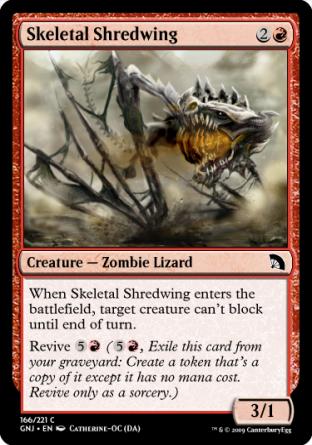 Skeletal Shredwing 2
Creature — Zombie Lizard
When Skeletal Shredwing enters the
battlefield, target creature can't block
until end of turn.
Revive 5 ( 5 , Exile this card from
your graveyard: Create a token that's a
copy of it except it has no mana cost.
Revive only as a sorcery.)
3/1
166/221 C
GNJ • EN CATHERINE-OC (DA)
™ & © 2019 CanterburyEgg